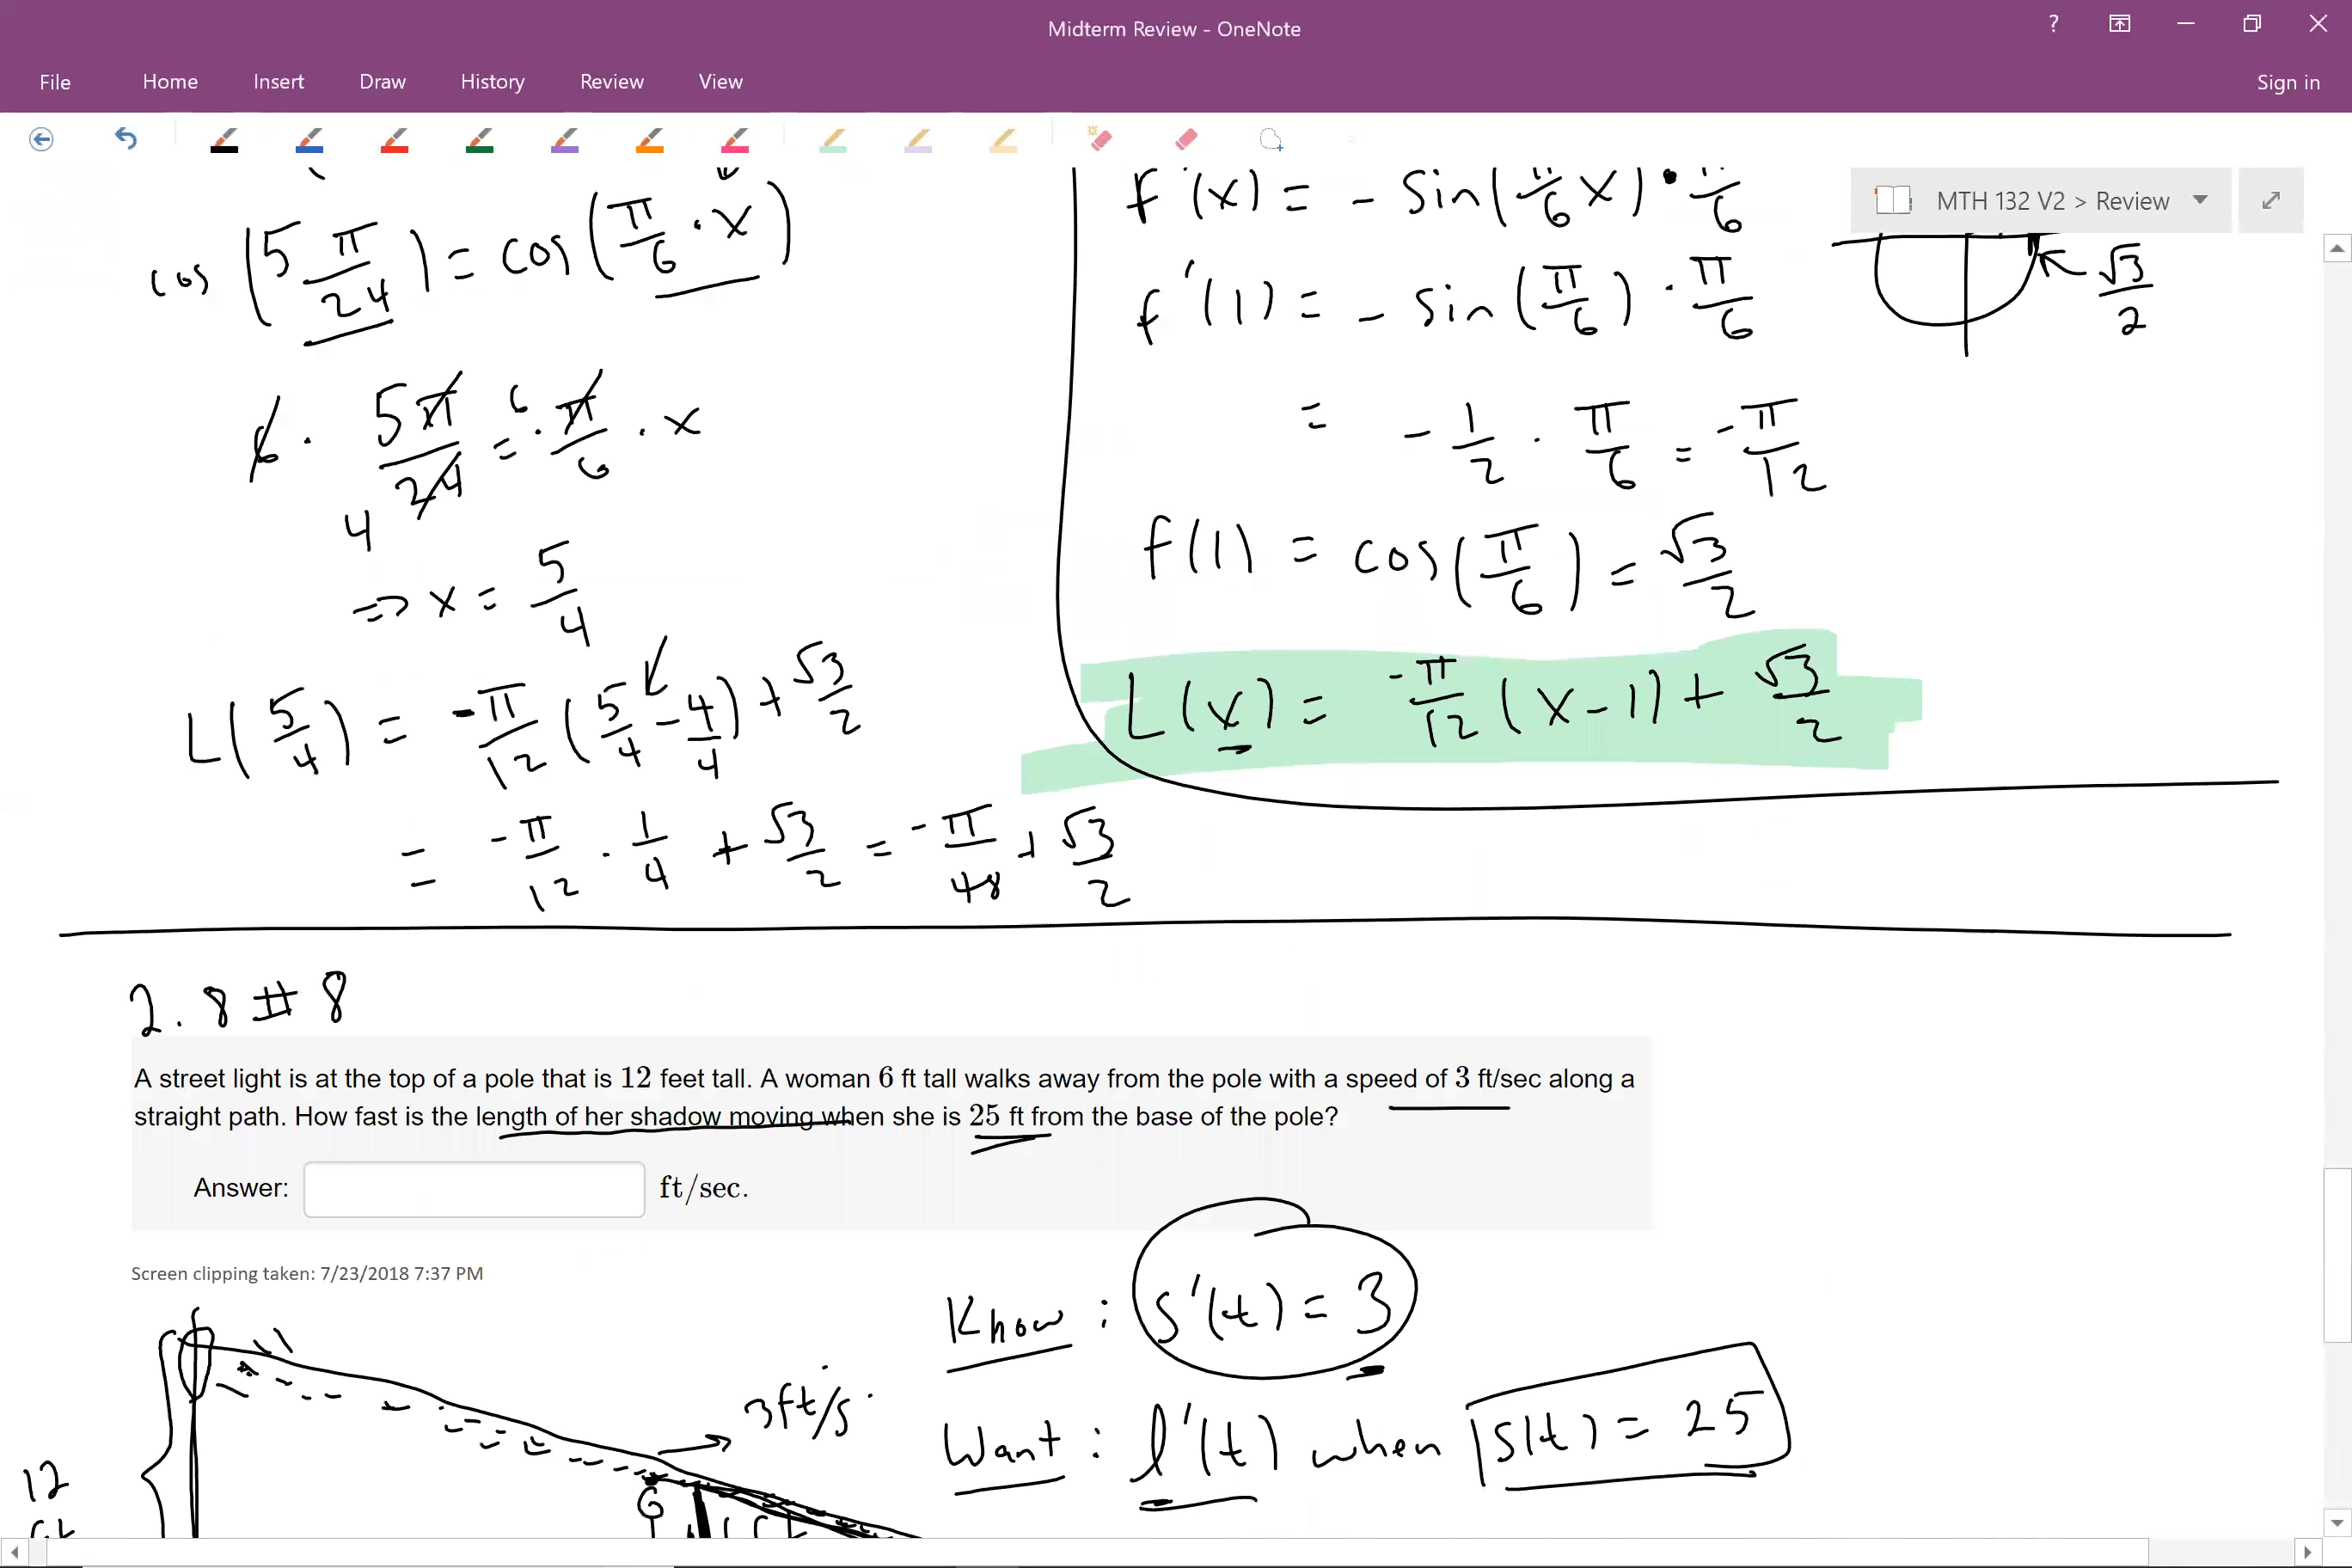 Midterm Review - OneNote
?
File Home Insert Draw History Review View Sign in
MTH 132 V2 > Review
cos (5 π/24) = cos (π/6 · x)
6 · 5π/24 = 6 · π/6 · x
4
=> x = 5/4
L(5/4) = -π/12 (5/4 - 4/4) + √3/2
= -π/12 · 1/4 + √3/2 = -π/48 + √3/2
f'(x) = - sin(π/6 x) · π/6
f'(1) = - sin(π/6) · π/6
= -1/2 · π/6 = -π/12
f(1) = cos(π/6) = √3/2
L(x) = -π/12 (x-1) + √3/2
√3/2
2.8 #8
A street light is at the top of a pole that is 12 feet tall. A woman 6 ft tall walks away from the pole with a speed of 3 ft/sec along a
straight path. How fast is the length of her shadow moving when she is 25 ft from the base of the pole?
Answer: ft/sec.
Screen clipping taken: 7/23/2018 7:37 PM
Know: s'(t) = 3
Want: l'(t) when s(t) = 25
3ft/s
12
ft